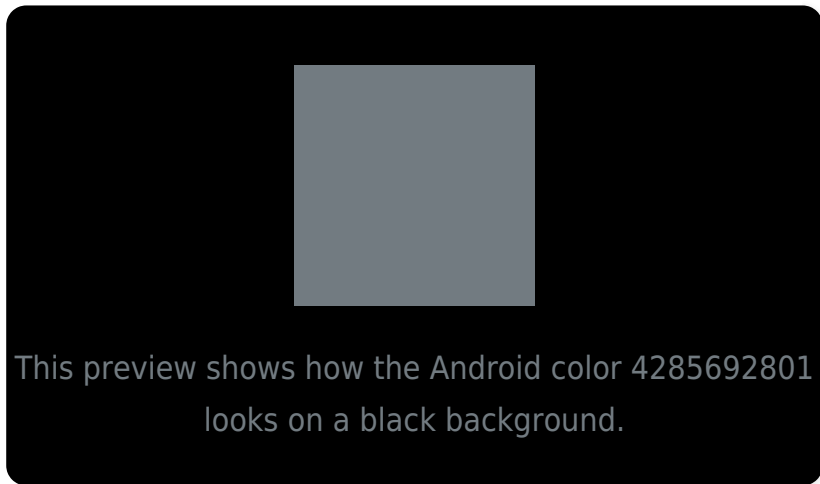 This preview shows how the Android color 4285692801
looks on a black background.